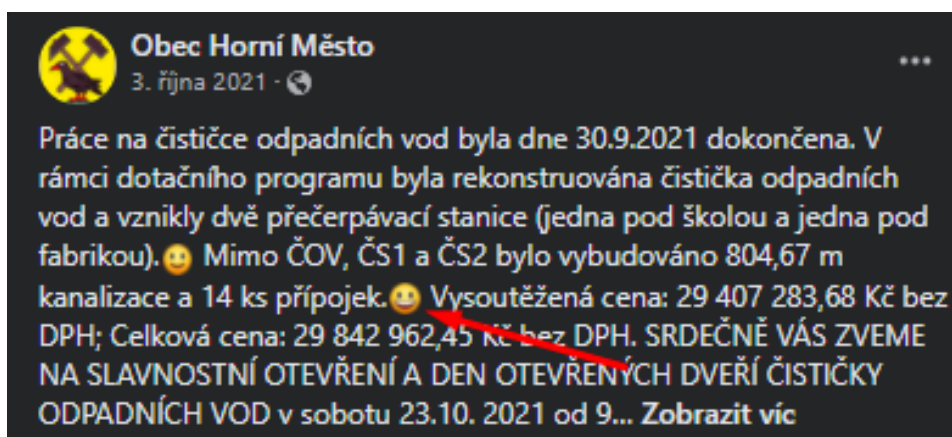 Obec Horní Město
3. října 2021 ·
Práce na čističce odpadních vod byla dne 30.9.2021 dokončena. V
rámci dotačního programu byla rekonstruována čistička odpadních
vod a vznikly dvě přečerpávací stanice (jedna pod školou a jedna pod
fabrikou).😃 Mimo ČOV, ČS1 a ČS2 bylo vybudováno 804,67 m
kanalizace a 14 ks přípojek.😀 Vysoutěžená cena: 29 407 283,68 Kč bez
DPH; Celková cena: 29 842 962,45 Kč bez DPH. SRDEČNĚ VÁS ZVEME
NA SLAVNOSTNÍ OTEVŘENÍ A DEN OTEVŘENÝCH DVEŘÍ ČISTIČKY
ODPADNÍCH VOD v sobotu 23.10. 2021 od 9... Zobrazit víc